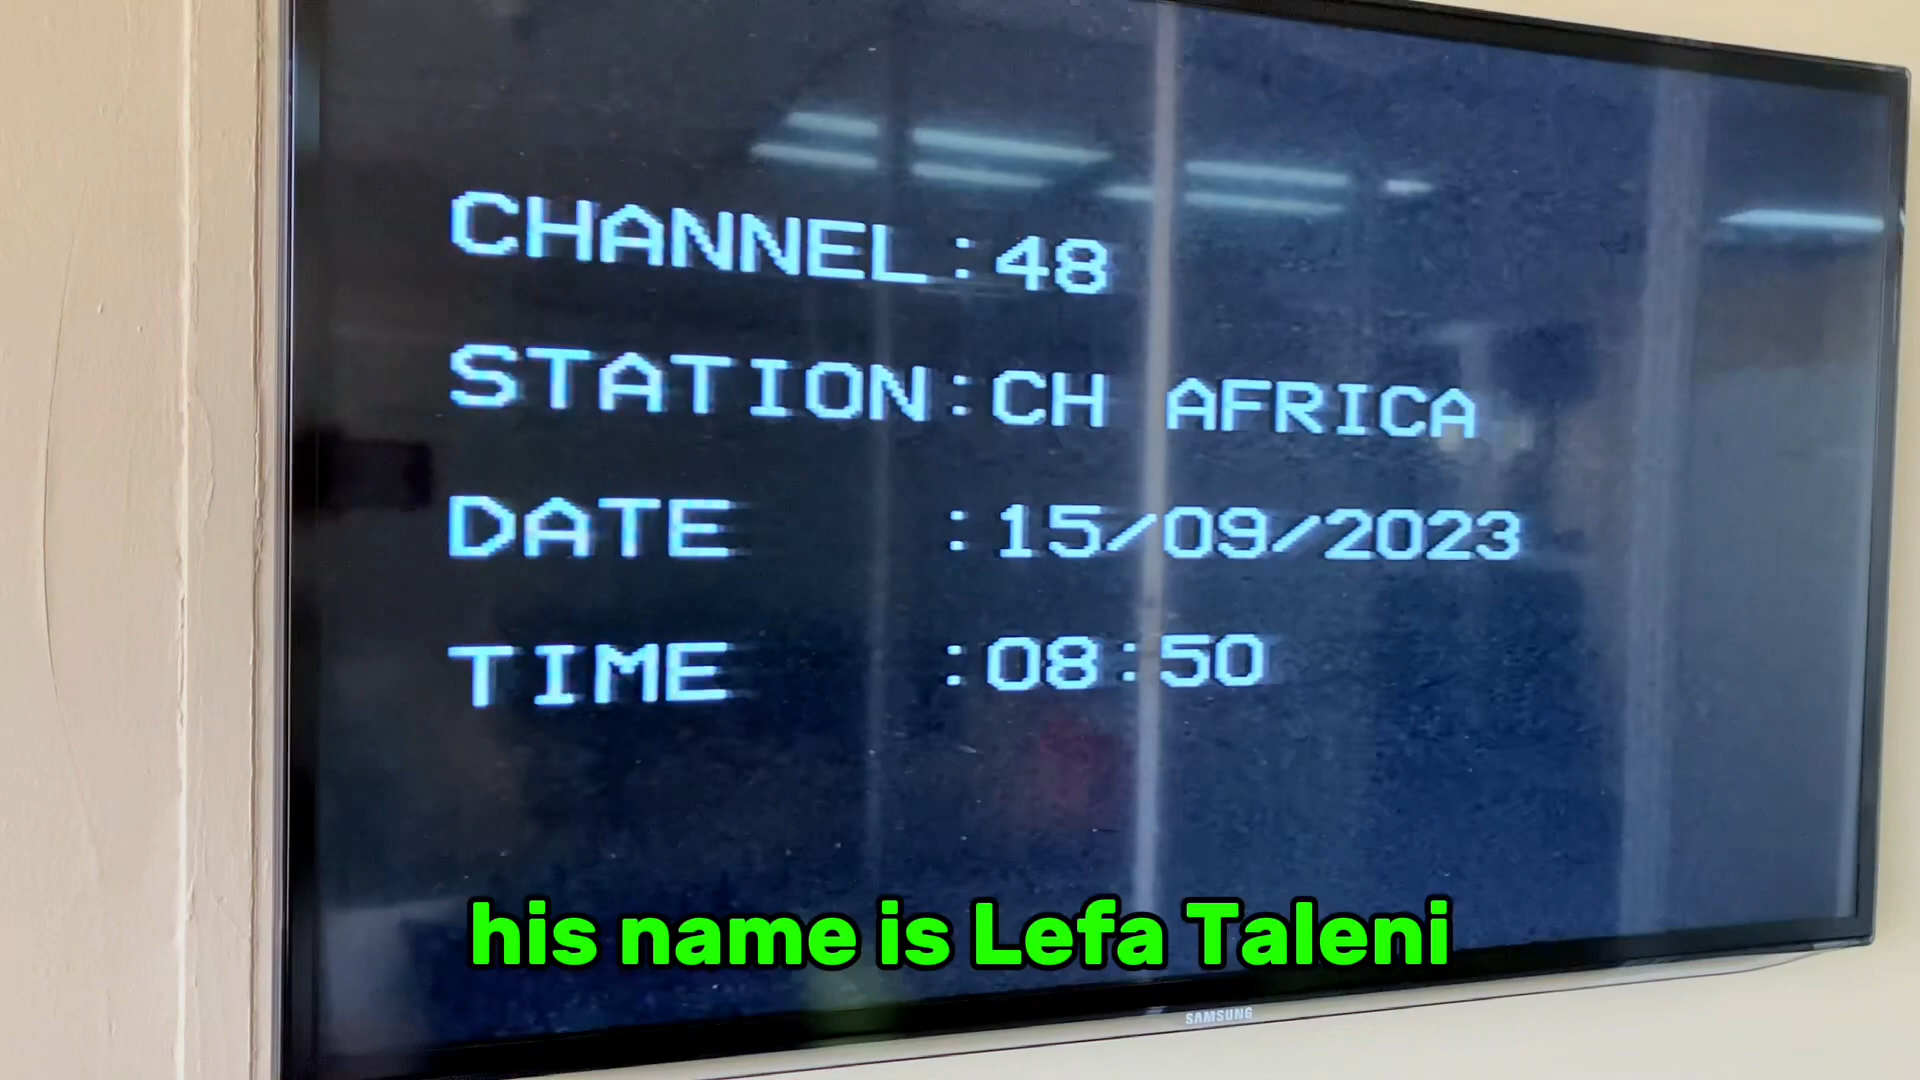 CHANNEL:48
STATION:CH AFRICA
DATE :15/09/2023
TIME :08:50
his name is Lefa Taleni
SAMSUNG